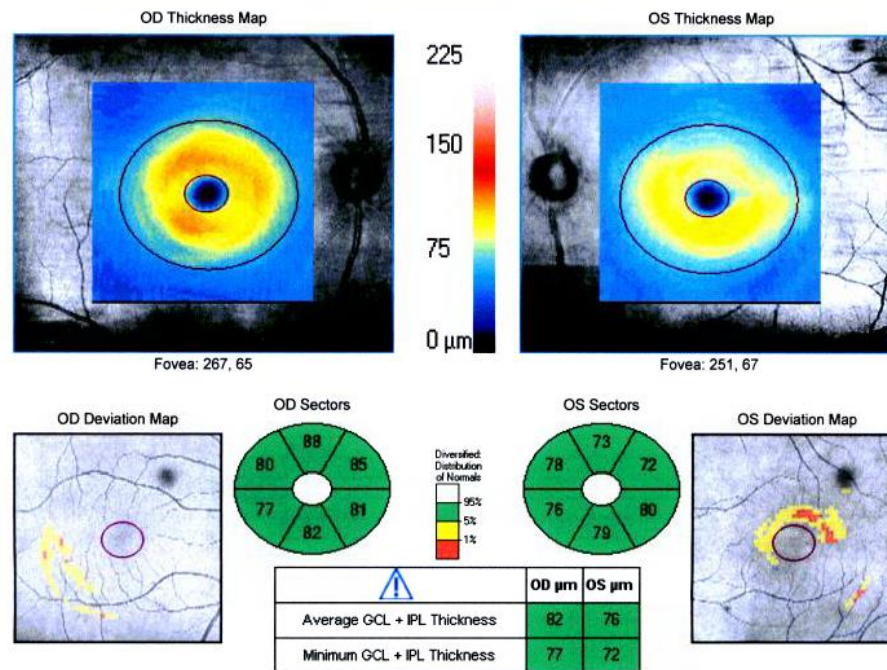 OD Thickness Map
OS Thickness Map
225
150
75
0 µm
Fovea: 267, 65
Fovea: 251, 67
OD Deviation Map
OD Sectors
OS Sectors
OS Deviation Map
88
80
85
77
81
82
Diversified:
Distribution
of Normals
95%
5%
1%
73
78
72
76
80
79
OD µm
OS µm
Average GCL + IPL Thickness
82
76
Minimum GCL + IPL Thickness
77
72